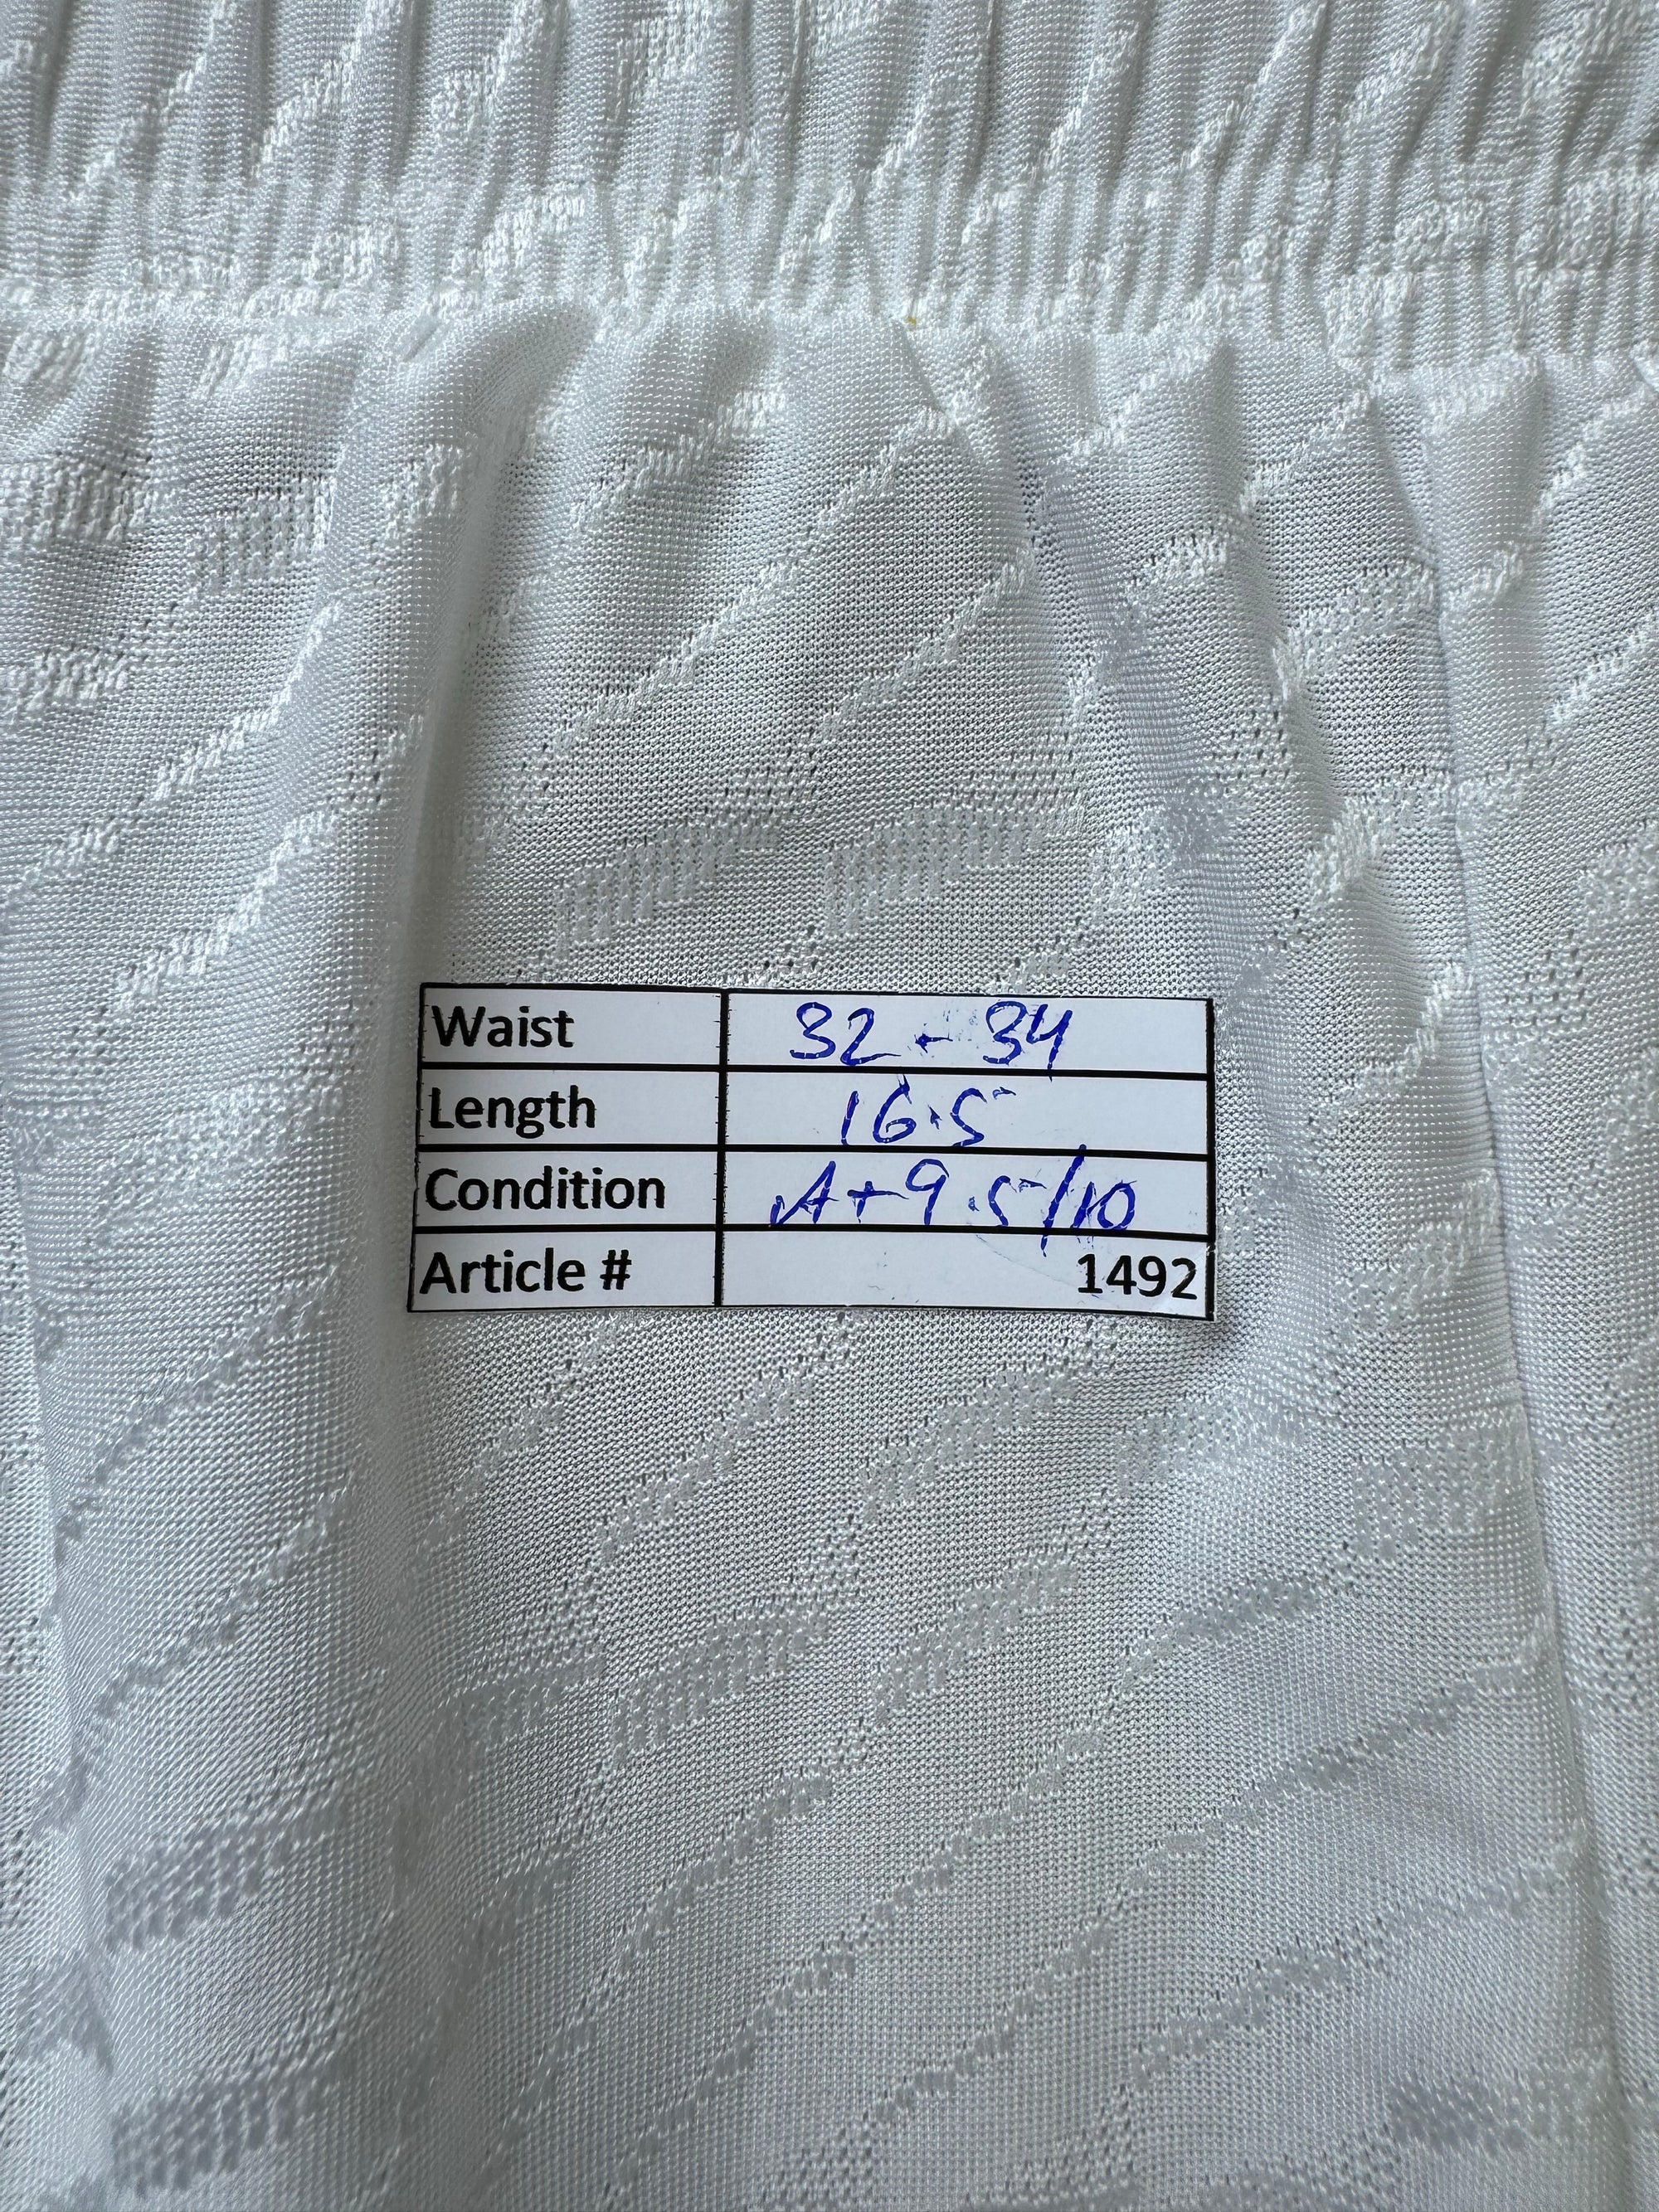 Waist 32 - 34
Length 16.5
Condition A+ 9.5/10
Article # 1492